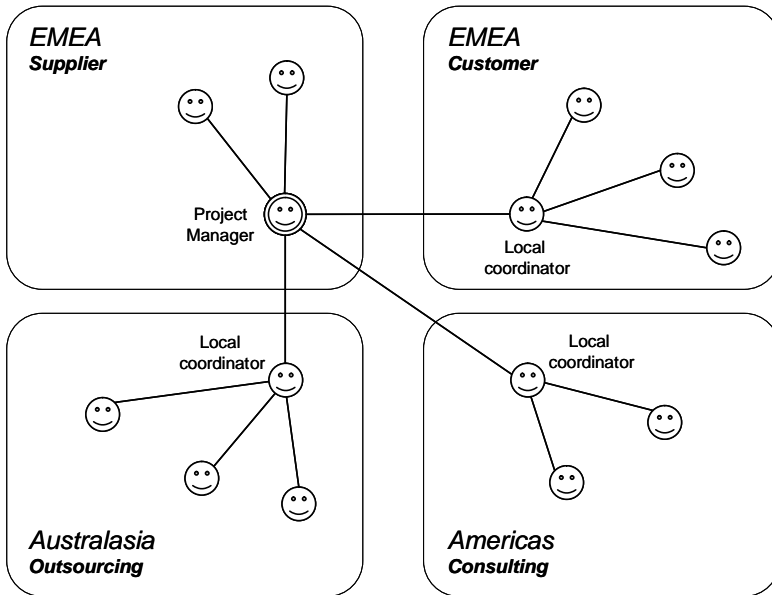 EMEA
Supplier
Project
Manager
EMEA
Customer
Local
coordinator
Local
coordinator
Australasia
Outsourcing
Local
coordinator
Americas
Consulting